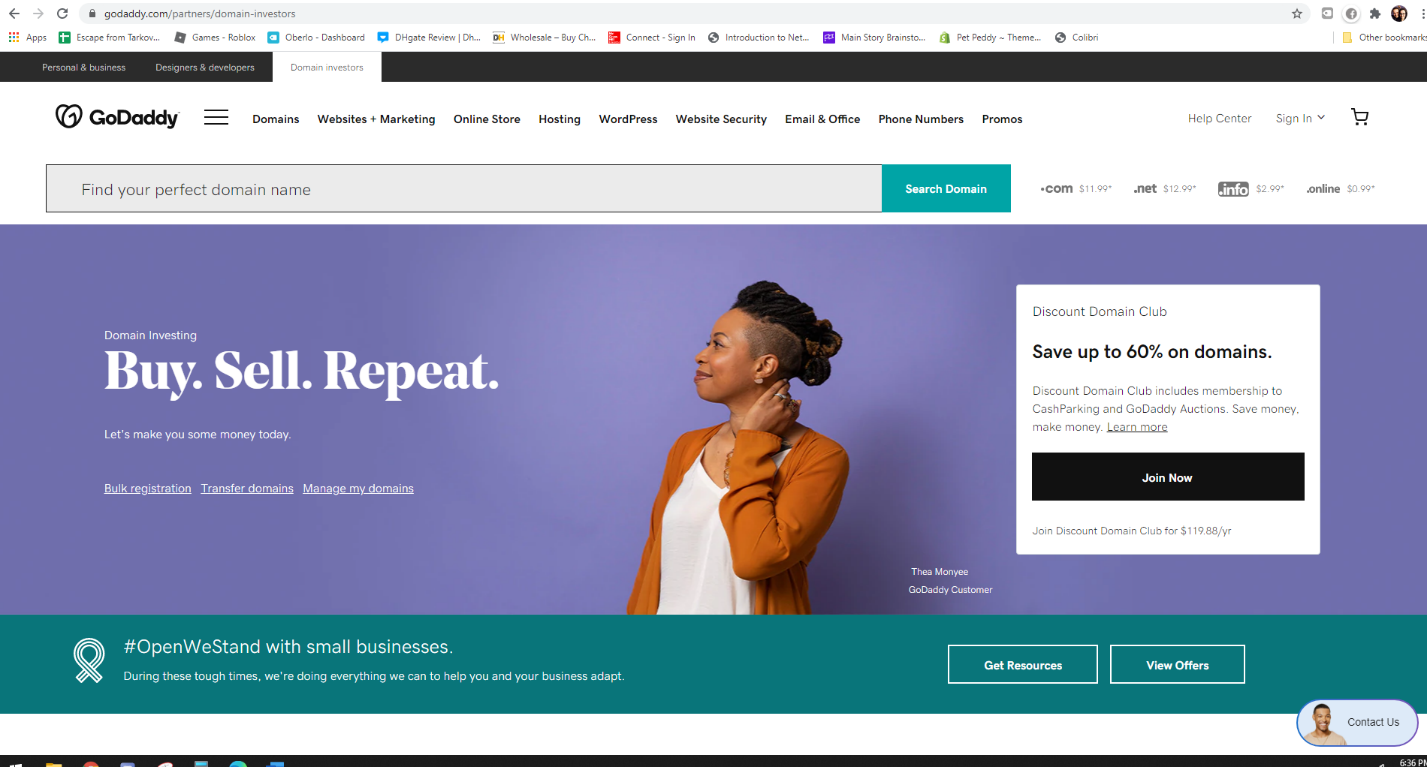 godaddy.com/partners/domain-investors
Apps
Escape from Tarkov...
Games - Roblox
Oberlo - Dashboard
DHgate Review | Dh...
DH
Wholesale – Buy Ch...
Connect - Sign In
Introduction to Net...
Main Story Brainsto...
Pet Peddy ~ Theme...
Colibri
Other bookmarks
Personal & business
Designers & developers
Domain investors
GoDaddy
Domains
Websites + Marketing
Online Store
Hosting
WordPress
Website Security
Email & Office
Phone Numbers
Promos
Help Center
Sign In
Find your perfect domain name
Search Domain
.com $11.99*
.net $12.99*
.info $2.99*
.online $0.99*
Domain Investing
Buy. Sell. Repeat.
Let's make you some money today.
Bulk registration
Transfer domains
Manage my domains
Thea Monyee
GoDaddy Customer
Discount Domain Club
Save up to 60% on domains.
Discount Domain Club includes membership to
CashParking and GoDaddy Auctions. Save money,
make money. Learn more
Join Now
Join Discount Domain Club for $119.88/yr
#OpenWeStand with small businesses.
During these tough times, we're doing everything we can to help you and your business adapt.
Get Resources
View Offers
Contact Us
6:36 PM